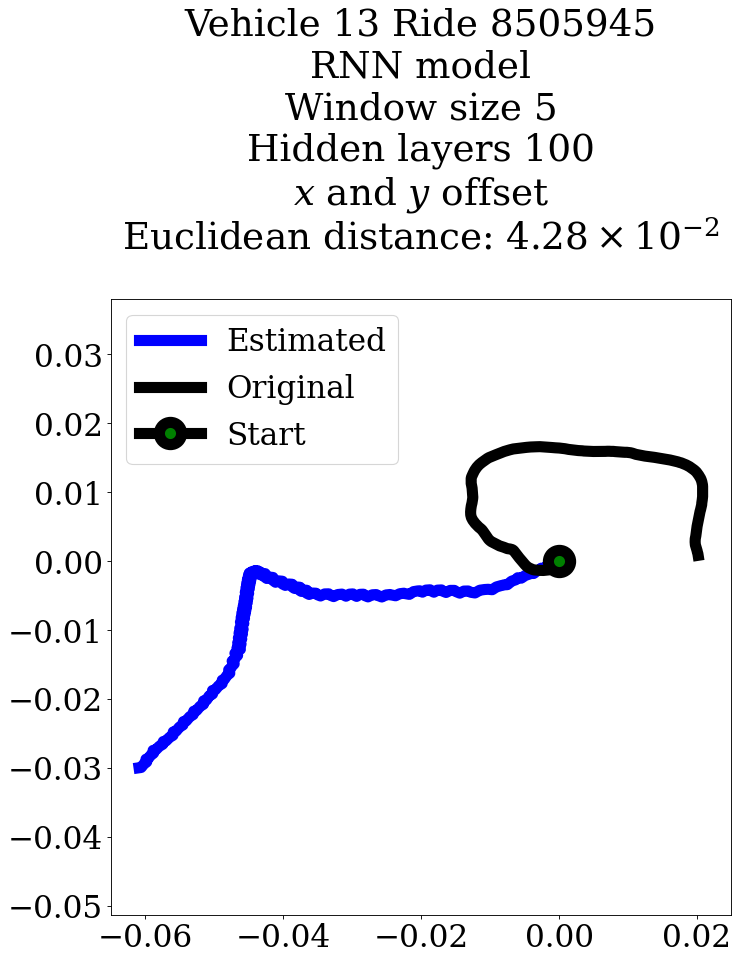 Vehicle 13 Ride 8505945
RNN model
Window size 5
Hidden layers 100
x and y offset
Euclidean distance: 4.28 × 10⁻²
Estimated
Original
Start
0.03
0.02
0.01
0.00
−0.01
−0.02
−0.03
−0.04
−0.05
−0.06 −0.04 −0.02 0.00 0.02